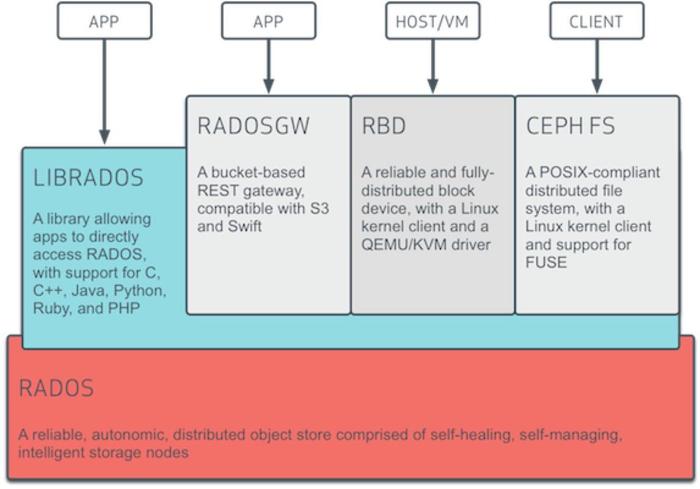 APP
APP
HOST/VM
CLIENT
LIBRADOS
A library allowing
apps to directly
access RADOS,
with support for C,
C++, Java, Python,
Ruby, and PHP
RADOSGW
A bucket-based
REST gateway,
compatible with S3
and Swift
RBD
A reliable and fully-
distributed block
device, with a Linux
kernel client and a
QEMU/KVM driver
CEPH FS
A POSIX-compliant
distributed file
system, with a
Linux kernel client
and support for
FUSE
RADOS
A reliable, autonomic, distributed object store comprised of self-healing, self-managing,
intelligent storage nodes